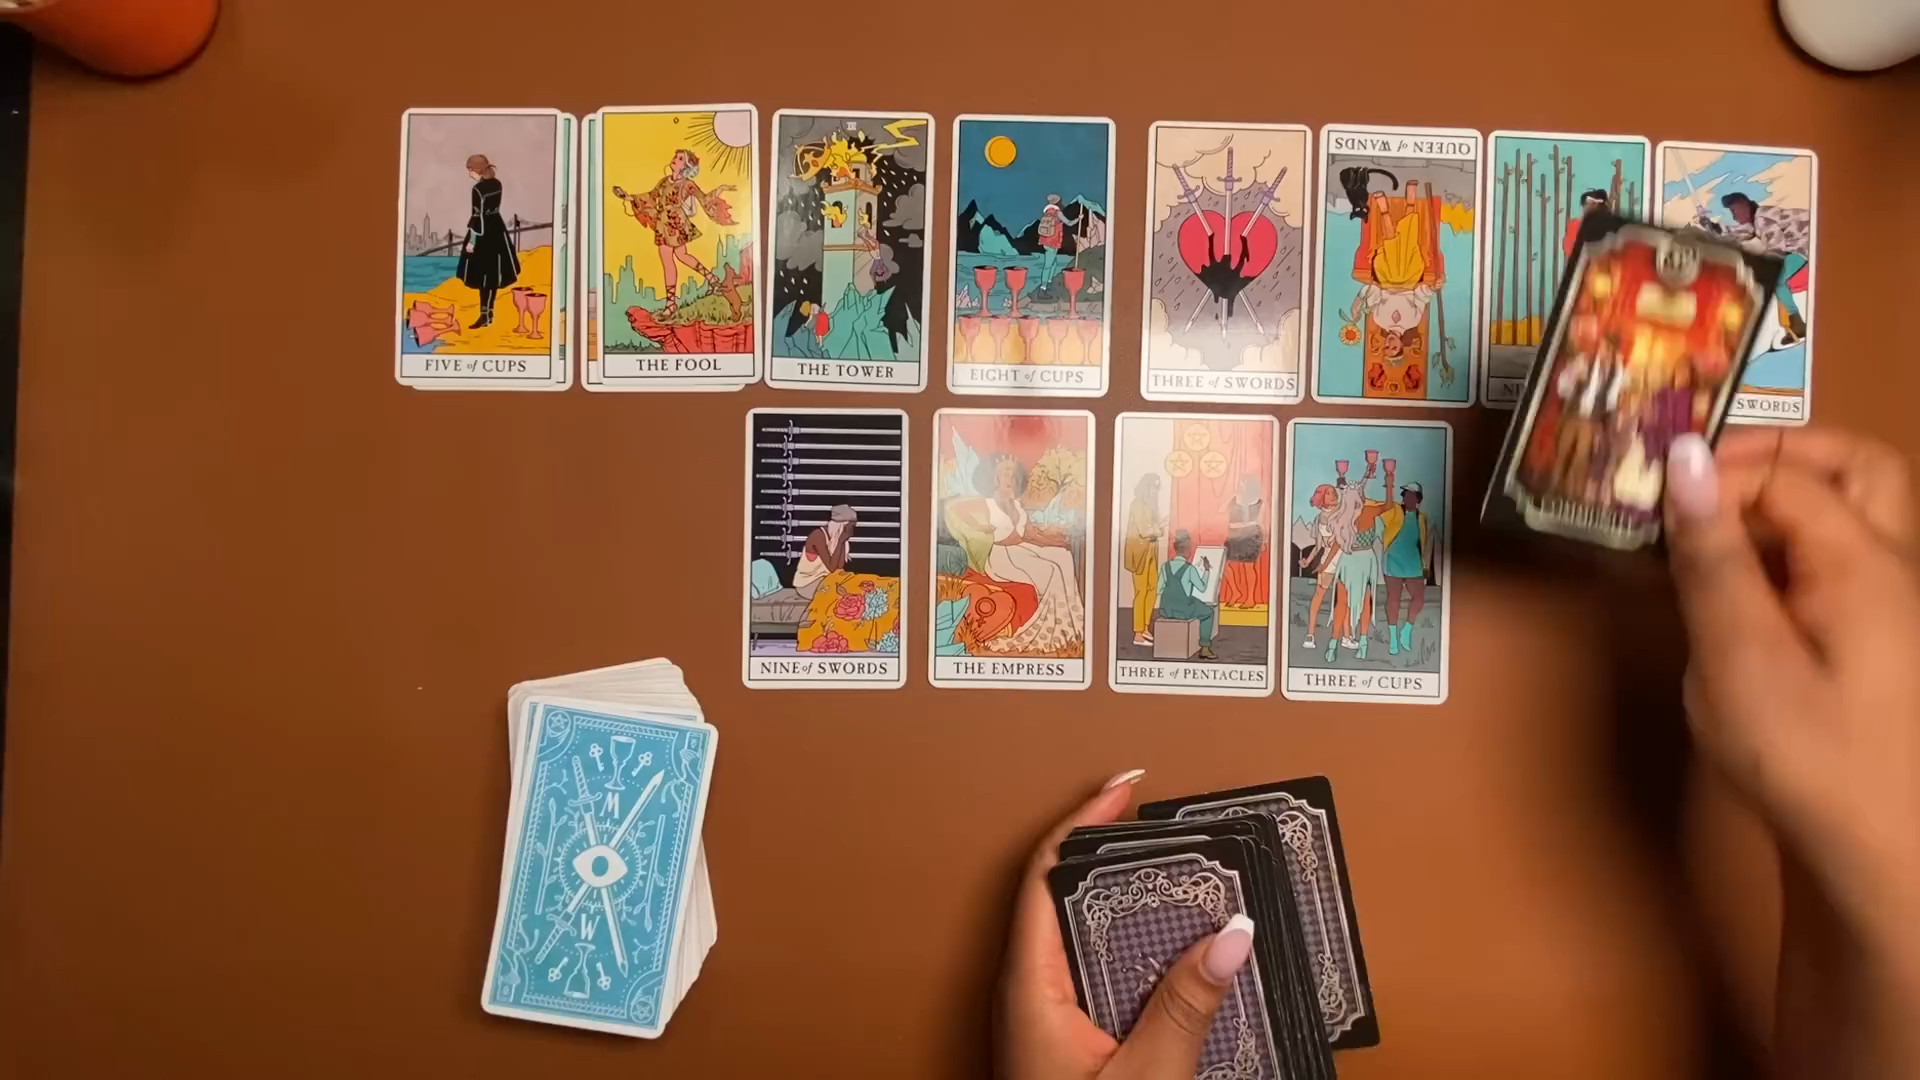 FIVE of CUPS
THE FOOL
THE TOWER
EIGHT of CUPS
THREE of SWORDS
QUEEN of WANDS
NI
SWORDS
NINE of SWORDS
THE EMPRESS
THREE of PENTACLES
THREE of CUPS
M
W